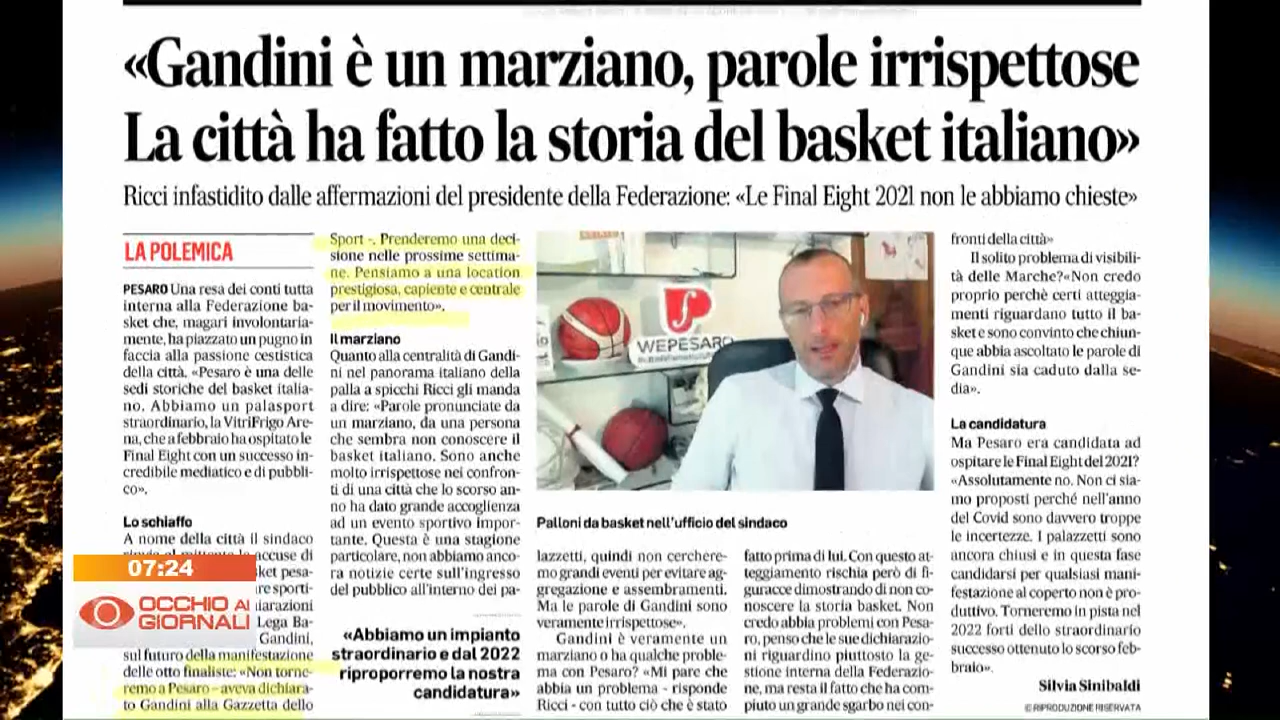 «Gandini è un marziano, parole irrispettose
La città ha fatto la storia del basket italiano»
Ricci infastidito dalle affermazioni del presidente della Federazione: «Le Final Eight 2021 non le abbiamo chieste»
LA POLEMICA
PESARO Una resa dei conti tutta
interna alla Federazione ba-
sket che, magari involontaria-
mente, ha piazzato un pugno in
faccia alla passione cestistica
della città. «Pesaro è una delle
sedi storiche del basket italia-
no. Abbiamo un palasport
straordinario, la VitriFrigo Are-
na, che a febbraio ha ospitato le
Final Eight con un successo in-
credibile mediatico e di pubbli-
co».
Lo schiaffo
A nome della città il sindaco
accuse di
sket pesa-
re sporti-
iarazioni
Lega Ba-
Gandini,
sul futuro della manifestazione
delle otto finaliste: «Non torne-
remo a Pesaro - aveva dichiara-
to Gandini alla Gazzetta dello
Sport -. Prenderemo una deci-
sione nelle prossime settima-
ne. Pensiamo a una location
prestigiosa, capiente e centrale
per il movimento».
Il marziano
Quanto alla centralità di Gandi-
ni nel panorama italiano della
palla a spicchi Ricci gli manda
a dire: «Parole pronunciate da
un marziano, da una persona
che sembra non conoscere il
basket italiano. Sono anche
molto irrispettose nei confron-
ti di una città che lo scorso an-
no ha dato grande accoglienza
ad un evento sportivo impor-
tante. Questa è una stagione
particolare, non abbiamo anco-
ra notizie certe sull'ingresso
del pubblico all'interno dei pa-
«Abbiamo un impianto
straordinario e dal 2022
riproporremo la nostra
candidatura»
WEPESARO
Palloni da basket nell'ufficio del sindaco
lazzetti, quindi non cerchere-
mo grandi eventi per evitare ag-
gregazione e assembramenti.
Ma le parole di Gandini sono
veramente irrispettose».
Gandini è veramente un
marziano o ha qualche proble-
ma con Pesaro? «Mi pare che
abbia un problema - risponde
Ricci - con tutto ciò che è stato
fatto prima di lui. Con questo at-
teggiamento rischia però di fi-
guracce dimostrando di non co-
noscere la storia basket. Non
credo abbia problemi con Pesa-
ro, penso che le sue dichiarazio-
ni riguardino piuttosto la ge-
stione interna della Federazio-
ne, ma resta il fatto che ha com-
piuto un grande sgarbo nei con-
fronti della città»
Il solito problema di visibili-
tà delle Marche?«Non credo
proprio perchè certi atteggia-
menti riguardano tutto il ba-
sket e sono convinto che chiun-
que abbia ascoltato le parole di
Gandini sia caduto dalla se-
dia».
La candidatura
Ma Pesaro era candidata ad
ospitare le Final Eight del 2021?
«Assolutamente no. Non ci sia-
mo proposti perché nell'anno
del Covid sono davvero troppe
le incertezze. I palazzetti sono
ancora chiusi e in questa fase
candidarsi per qualsiasi mani-
festazione al coperto non è pro-
duttivo. Torneremo in pista nel
2022 forti dello straordinario
successo ottenuto lo scorso feb-
braio».
Silvia Sinibaldi
© RIPRODUZIONE RISERVATA
07:24
OCCHIO AI
GIORNALI